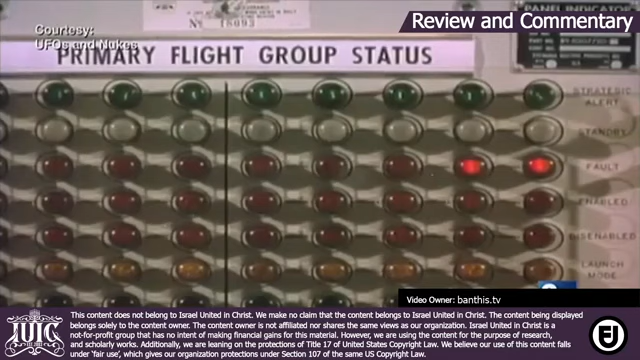 Courtesy:
UFOs and Nukes
Review and Commentary
No
18093
PANEL INDICATOR
PRIMARY FLIGHT GROUP STATUS
STRATEGIC
ALERT
STANDBY
FAULT
ENABLED
DISENABLED
LAUNCH
MODE
Video Owner: banthis.tv
IUIC
This content does not belong to Israel United in Christ. We make no claim that the content belongs to Israel United in Christ. The content being displayed
belongs solely to the content owner. The content owner is not affiliated nor shares the same views as our organization. Israel United in Christ is a
not-for-profit group that has no intent of making financial gains for this material. However, we are using the content for the purpose of research,
and scholarly works. Additionally, we are leaning on the protections of Title 17 of United States Copyright Law. We believe our use of this content falls
under 'fair use', which gives our organization protections under Section 107 of the same US Copyright Law.